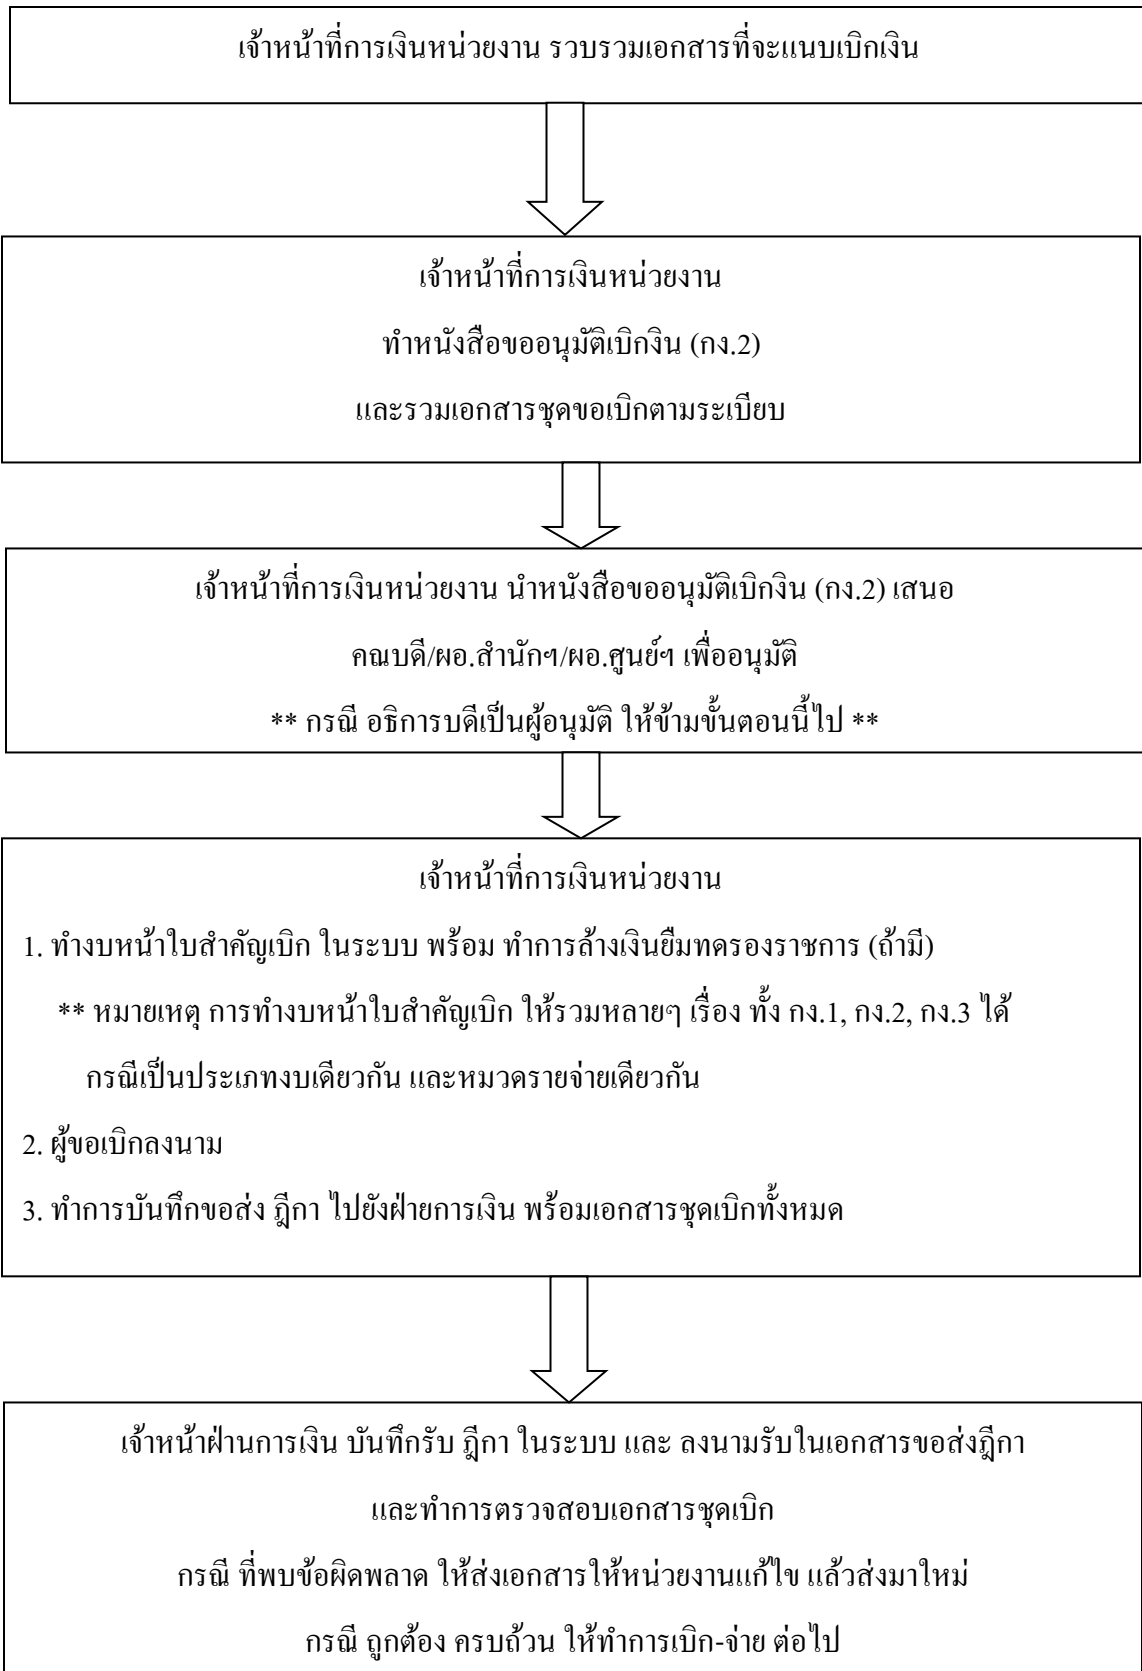 เจ้าหน้าที่การเงินหน่วยงาน รวบรวมเอกสารที่จะแนบเบิกเงิน
เจ้าหน้าที่การเงินหน่วยงาน
ทำหนังสือขออนุมัติเบิกงิน (กง.2)
และรวมเอกสารชุดขอเบิกตามระเบียบ
เจ้าหน้าที่การเงินหน่วยงาน นำหนังสือขออนุมัติเบิกงิน (กง.2) เสนอ
คณบดี/ผอ.สำนักฯ/ผอ.ศูนย์ฯ เพื่ออนุมัติ
** กรณี อธิการบดีเป็นผู้อนุมัติ ให้ข้ามขั้นตอนนี้ไป **
เจ้าหน้าที่การเงินหน่วยงาน
1. ทำงบหน้าใบสำคัญเบิก ในระบบ พร้อม ทำการล้างเงินยืมทดรองราชการ (ถ้ามี)
** หมายเหตุ การทำงบหน้าใบสำคัญเบิก ให้รวมหลายๆ เรื่อง ทั้ง กง.1, กง.2, กง.3 ได้
กรณีเป็นประเภทงบเดียวกัน และหมวดรายจ่ายเดียวกัน
2. ผู้ขอเบิกลงนาม
3. ทำการบันทึกขอส่ง ฎีกา ไปยังฝ่ายการเงิน พร้อมเอกสารชุดเบิกทั้งหมด
เจ้าหน้าฝ่านการเงิน บันทึกรับ ฎีกา ในระบบ และ ลงนามรับในเอกสารขอส่งฎีกา
และทำการตรวจสอบเอกสารชุดเบิก
กรณี ที่พบข้อผิดพลาด ให้ส่งเอกสารให้หน่วยงานแก้ไข แล้วส่งมาใหม่
กรณี ถูกต้อง ครบถ้วน ให้ทำการเบิก-จ่าย ต่อไป